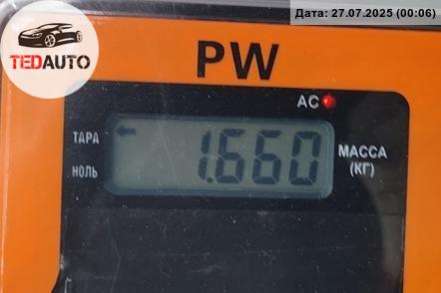 Дата: 27.07.2025 (00:06)
TEDAUTO
PW
AC
ТАРА
НОЛЬ
1.660
МАССА
(КГ)